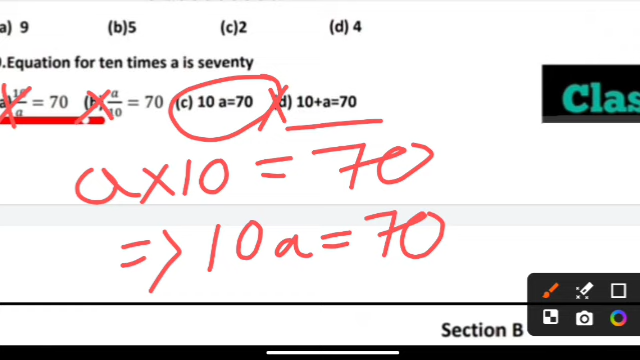 a) 9 (b)5 (c)2 (d) 4
.Equation for ten times a is seventy
a) 10/a = 70 (b) a/10 = 70 (c) 10 a=70 d) 10+a=70
Clas
a×10 = 70
=> 10a = 70
Section B